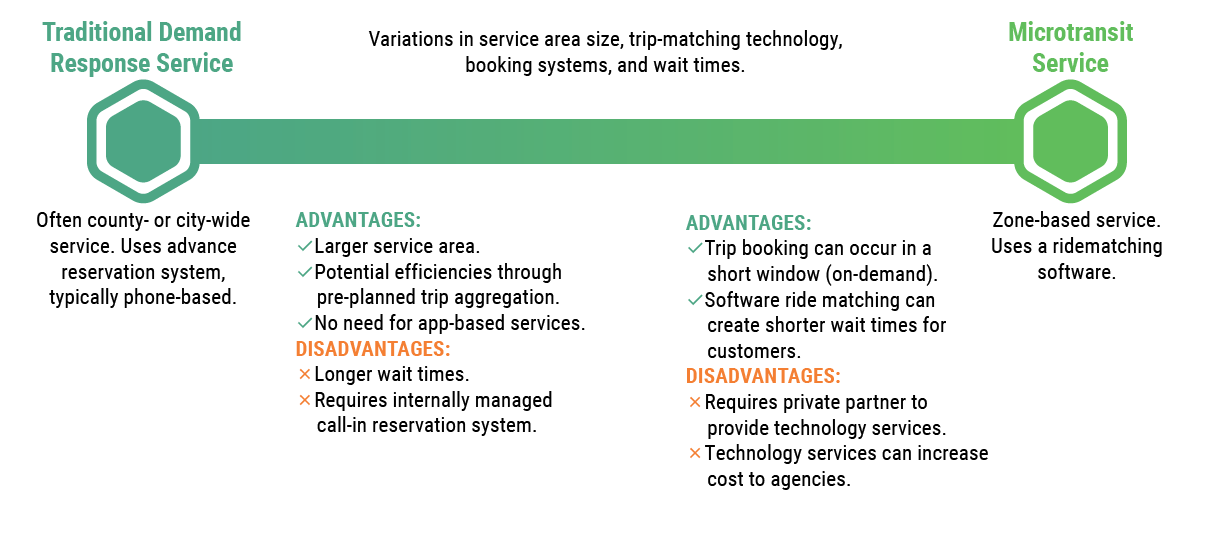 Traditional Demand
Response Service
Variations in service area size, trip-matching technology,
booking systems, and wait times.
Microtransit
Service
Often county- or city-wide
service. Uses advance
reservation system,
typically phone-based.
ADVANTAGES:
✓Larger service area.
✓Potential efficiencies through
pre-planned trip aggregation.
✓No need for app-based services.
DISADVANTAGES:
×Longer wait times.
×Requires internally managed
call-in reservation system.
ADVANTAGES:
✓Trip booking can occur in a
short window (on-demand).
✓Software ride matching can
create shorter wait times for
customers.
DISADVANTAGES:
×Requires private partner to
provide technology services.
×Technology services can increase
cost to agencies.
Zone-based service.
Uses a ridematching
software.